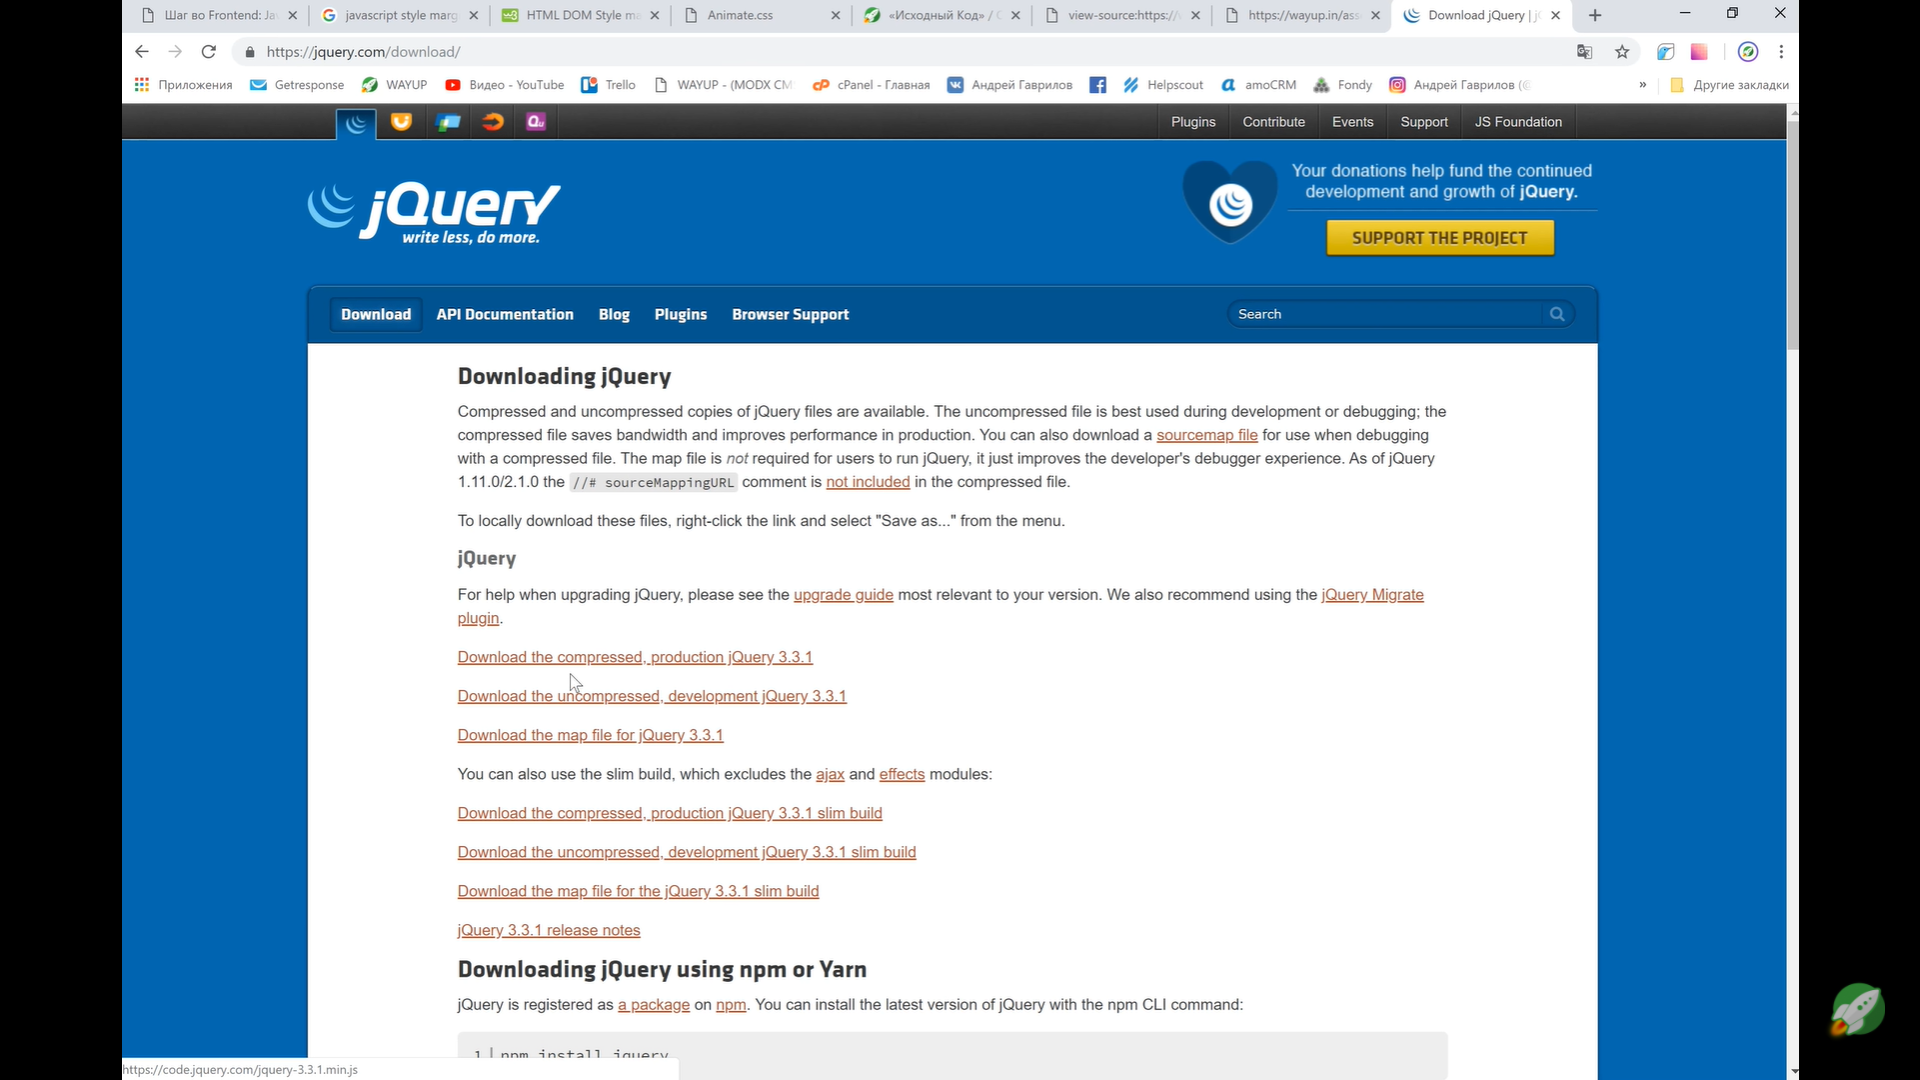 Шаг во Frontend: Ja
javascript style marg
HTML DOM Style ma
Animate.css
«Исходный Код» / C
view-source:https://
https://wayup.in/ass
Download jQuery | j
https://jquery.com/download/
Приложения
Getresponse
WAYUP
Видео - YouTube
Trello
WAYUP - (MODX CM
cPanel - Главная
Андрей Гаврилов
Helpscout
amoCRM
Fondy
Андрей Гаврилов (@
»
Другие закладки
Plugins
Contribute
Events
Support
JS Foundation
jQuery
write less, do more.
Your donations help fund the continued
development and growth of jQuery.
SUPPORT THE PROJECT
Download
API Documentation
Blog
Plugins
Browser Support
Search
Downloading jQuery
Compressed and uncompressed copies of jQuery files are available. The uncompressed file is best used during development or debugging; the
compressed file saves bandwidth and improves performance in production. You can also download a sourcemap file for use when debugging
with a compressed file. The map file is not required for users to run jQuery, it just improves the developer's debugger experience. As of jQuery
1.11.0/2.1.0 the //# sourceMappingURL comment is not included in the compressed file.
To locally download these files, right-click the link and select "Save as..." from the menu.
jQuery
For help when upgrading jQuery, please see the upgrade guide most relevant to your version. We also recommend using the jQuery Migrate
plugin.
Download the compressed, production jQuery 3.3.1
Download the uncompressed, development jQuery 3.3.1
Download the map file for jQuery 3.3.1
You can also use the slim build, which excludes the ajax and effects modules:
Download the compressed, production jQuery 3.3.1 slim build
Download the uncompressed, development jQuery 3.3.1 slim build
Download the map file for the jQuery 3.3.1 slim build
jQuery 3.3.1 release notes
Downloading jQuery using npm or Yarn
jQuery is registered as a package on npm. You can install the latest version of jQuery with the npm CLI command:
1 npm install jquery
https://code.jquery.com/jquery-3.3.1.min.js